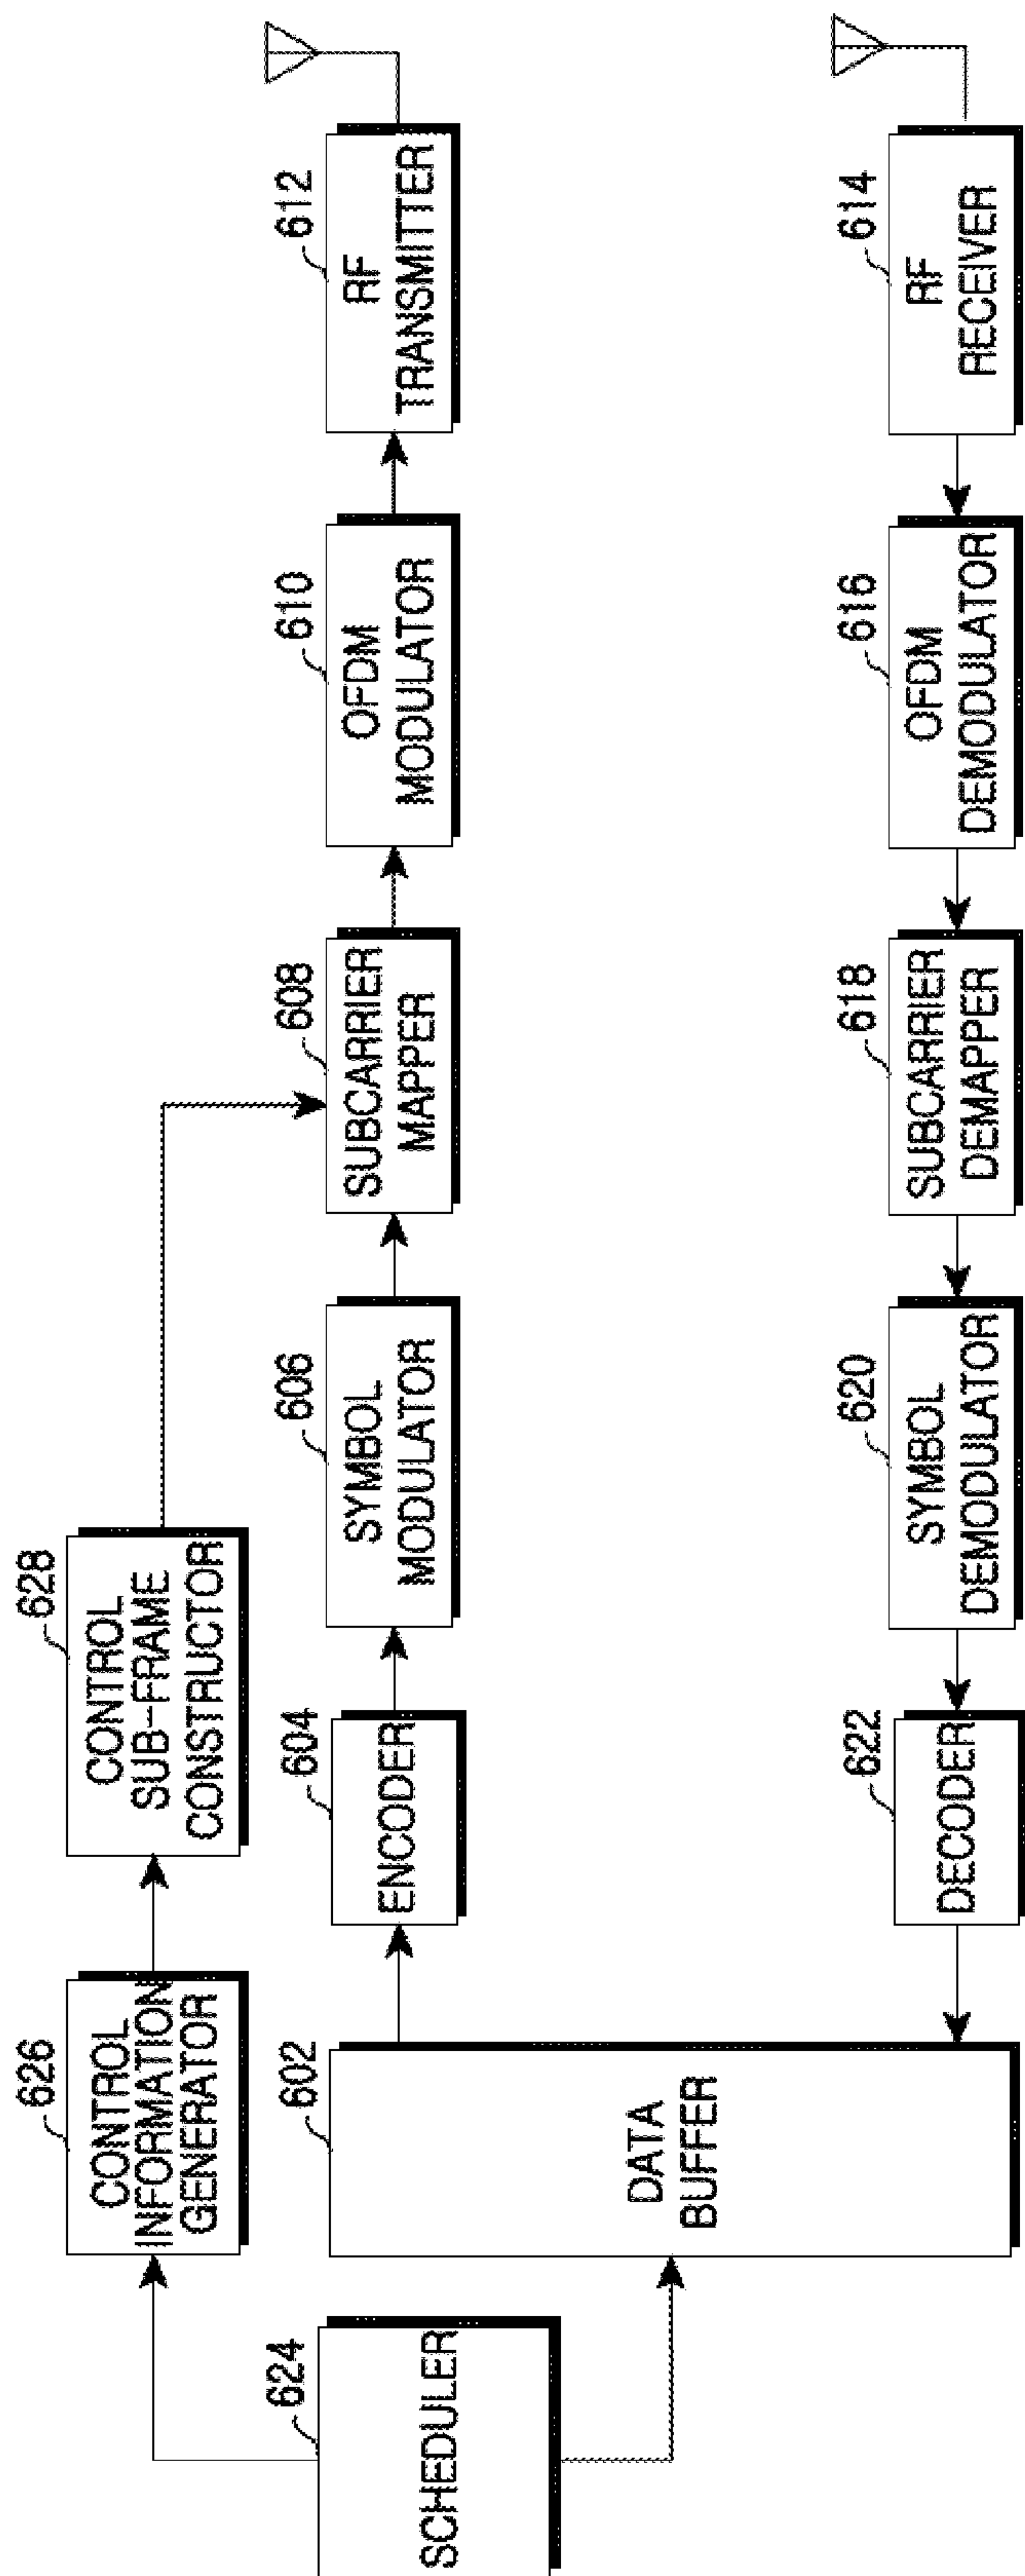 626
CONTROL
INFORMATION
GENERATOR
628
CONTROL
SUB-FRAME
CONSTRUCTOR
624
SCHEDULER
602
DATA
BUFFER
604
ENCODER
606
SYMBOL
MODULATOR
608
SUBCARRIER
MAPPER
610
OFDM
MODULATOR
612
RF
TRANSMITTER
622
DECODER
620
SYMBOL
DEMODULATOR
618
SUBCARRIER
DEMAPPER
616
OFDM
DEMODULATOR
614
RF
RECEIVER